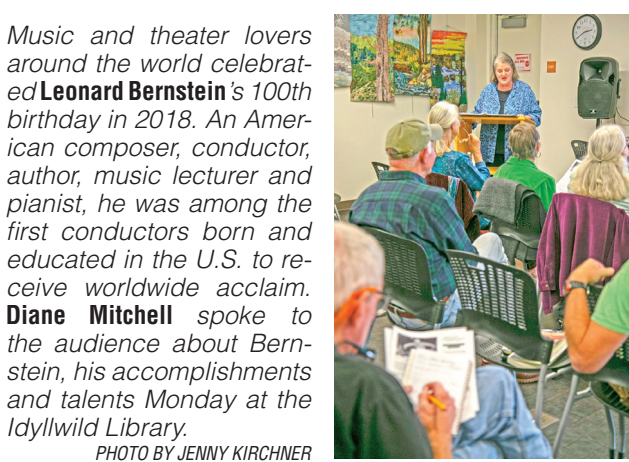 Music and theater lovers
around the world celebrat-
ed Leonard Bernstein's 100th
birthday in 2018. An Amer-
ican composer, conductor,
author, music lecturer and
pianist, he was among the
first conductors born and
educated in the U.S. to re-
ceive worldwide acclaim.
Diane Mitchell spoke to
the audience about Bern-
stein, his accomplishments
and talents Monday at the
Idyllwild Library.
PHOTO BY JENNY KIRCHNER